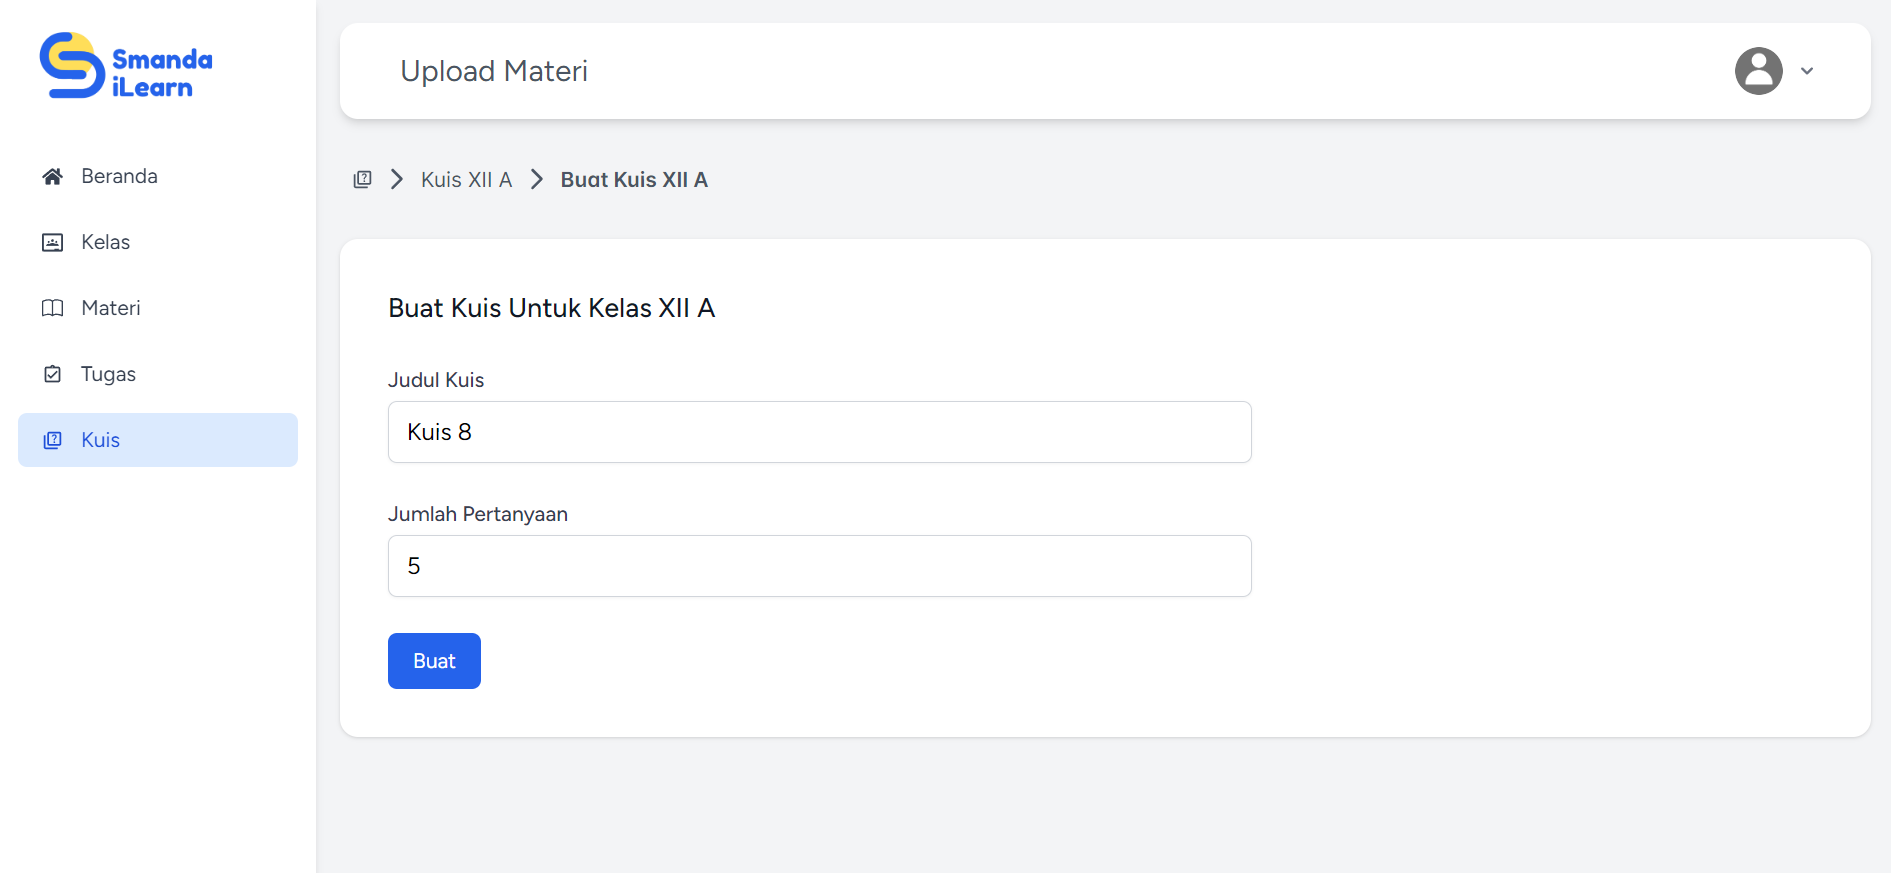 Smanda
iLearn
Beranda
Kelas
Materi
Tugas
Kuis
Upload Materi
Kuis XII A
Buat Kuis XII A
Buat Kuis Untuk Kelas XII A
Judul Kuis
Kuis 8
Jumlah Pertanyaan
5
Buat